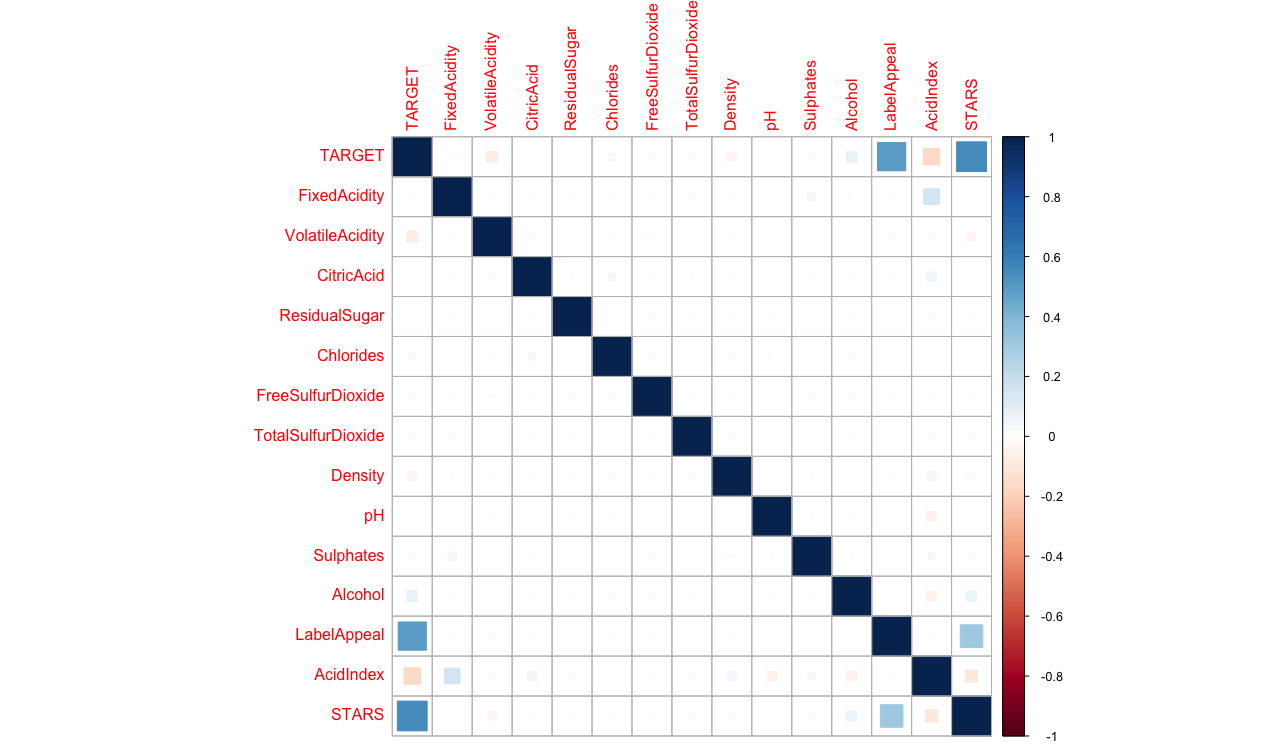 TARGET
FixedAcidity
VolatileAcidity
CitricAcid
ResidualSugar
Chlorides
FreeSulfurDioxide
TotalSulfurDioxide
Density
pH
Sulphates
Alcohol
LabelAppeal
AcidIndex
STARS
TARGET
FixedAcidity
VolatileAcidity
CitricAcid
ResidualSugar
Chlorides
FreeSulfurDioxide
TotalSulfurDioxide
Density
pH
Sulphates
Alcohol
LabelAppeal
AcidIndex
STARS
1
0.8
0.6
0.4
0.2
0
-0.2
-0.4
-0.6
-0.8
-1